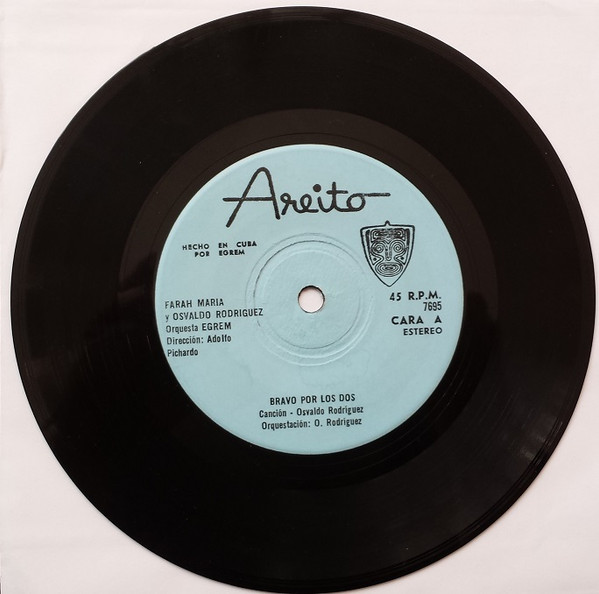 Areito
HECHO EN CUBA
POR EGREM
FARAH MARIA
y OSVALDO RODRIGUEZ
Orquesta EGREM
Dirección: Adolfo
Pichardo
45 R.P.M.
7695
CARA A
ESTEREO
BRAVO POR LOS DOS
Canción - Osvaldo Rodriguez
Orquestación: O. Rodriguez